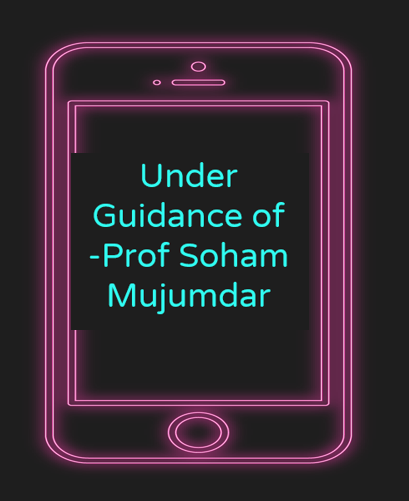 Under
Guidance of
-Prof Soham
Mujumdar